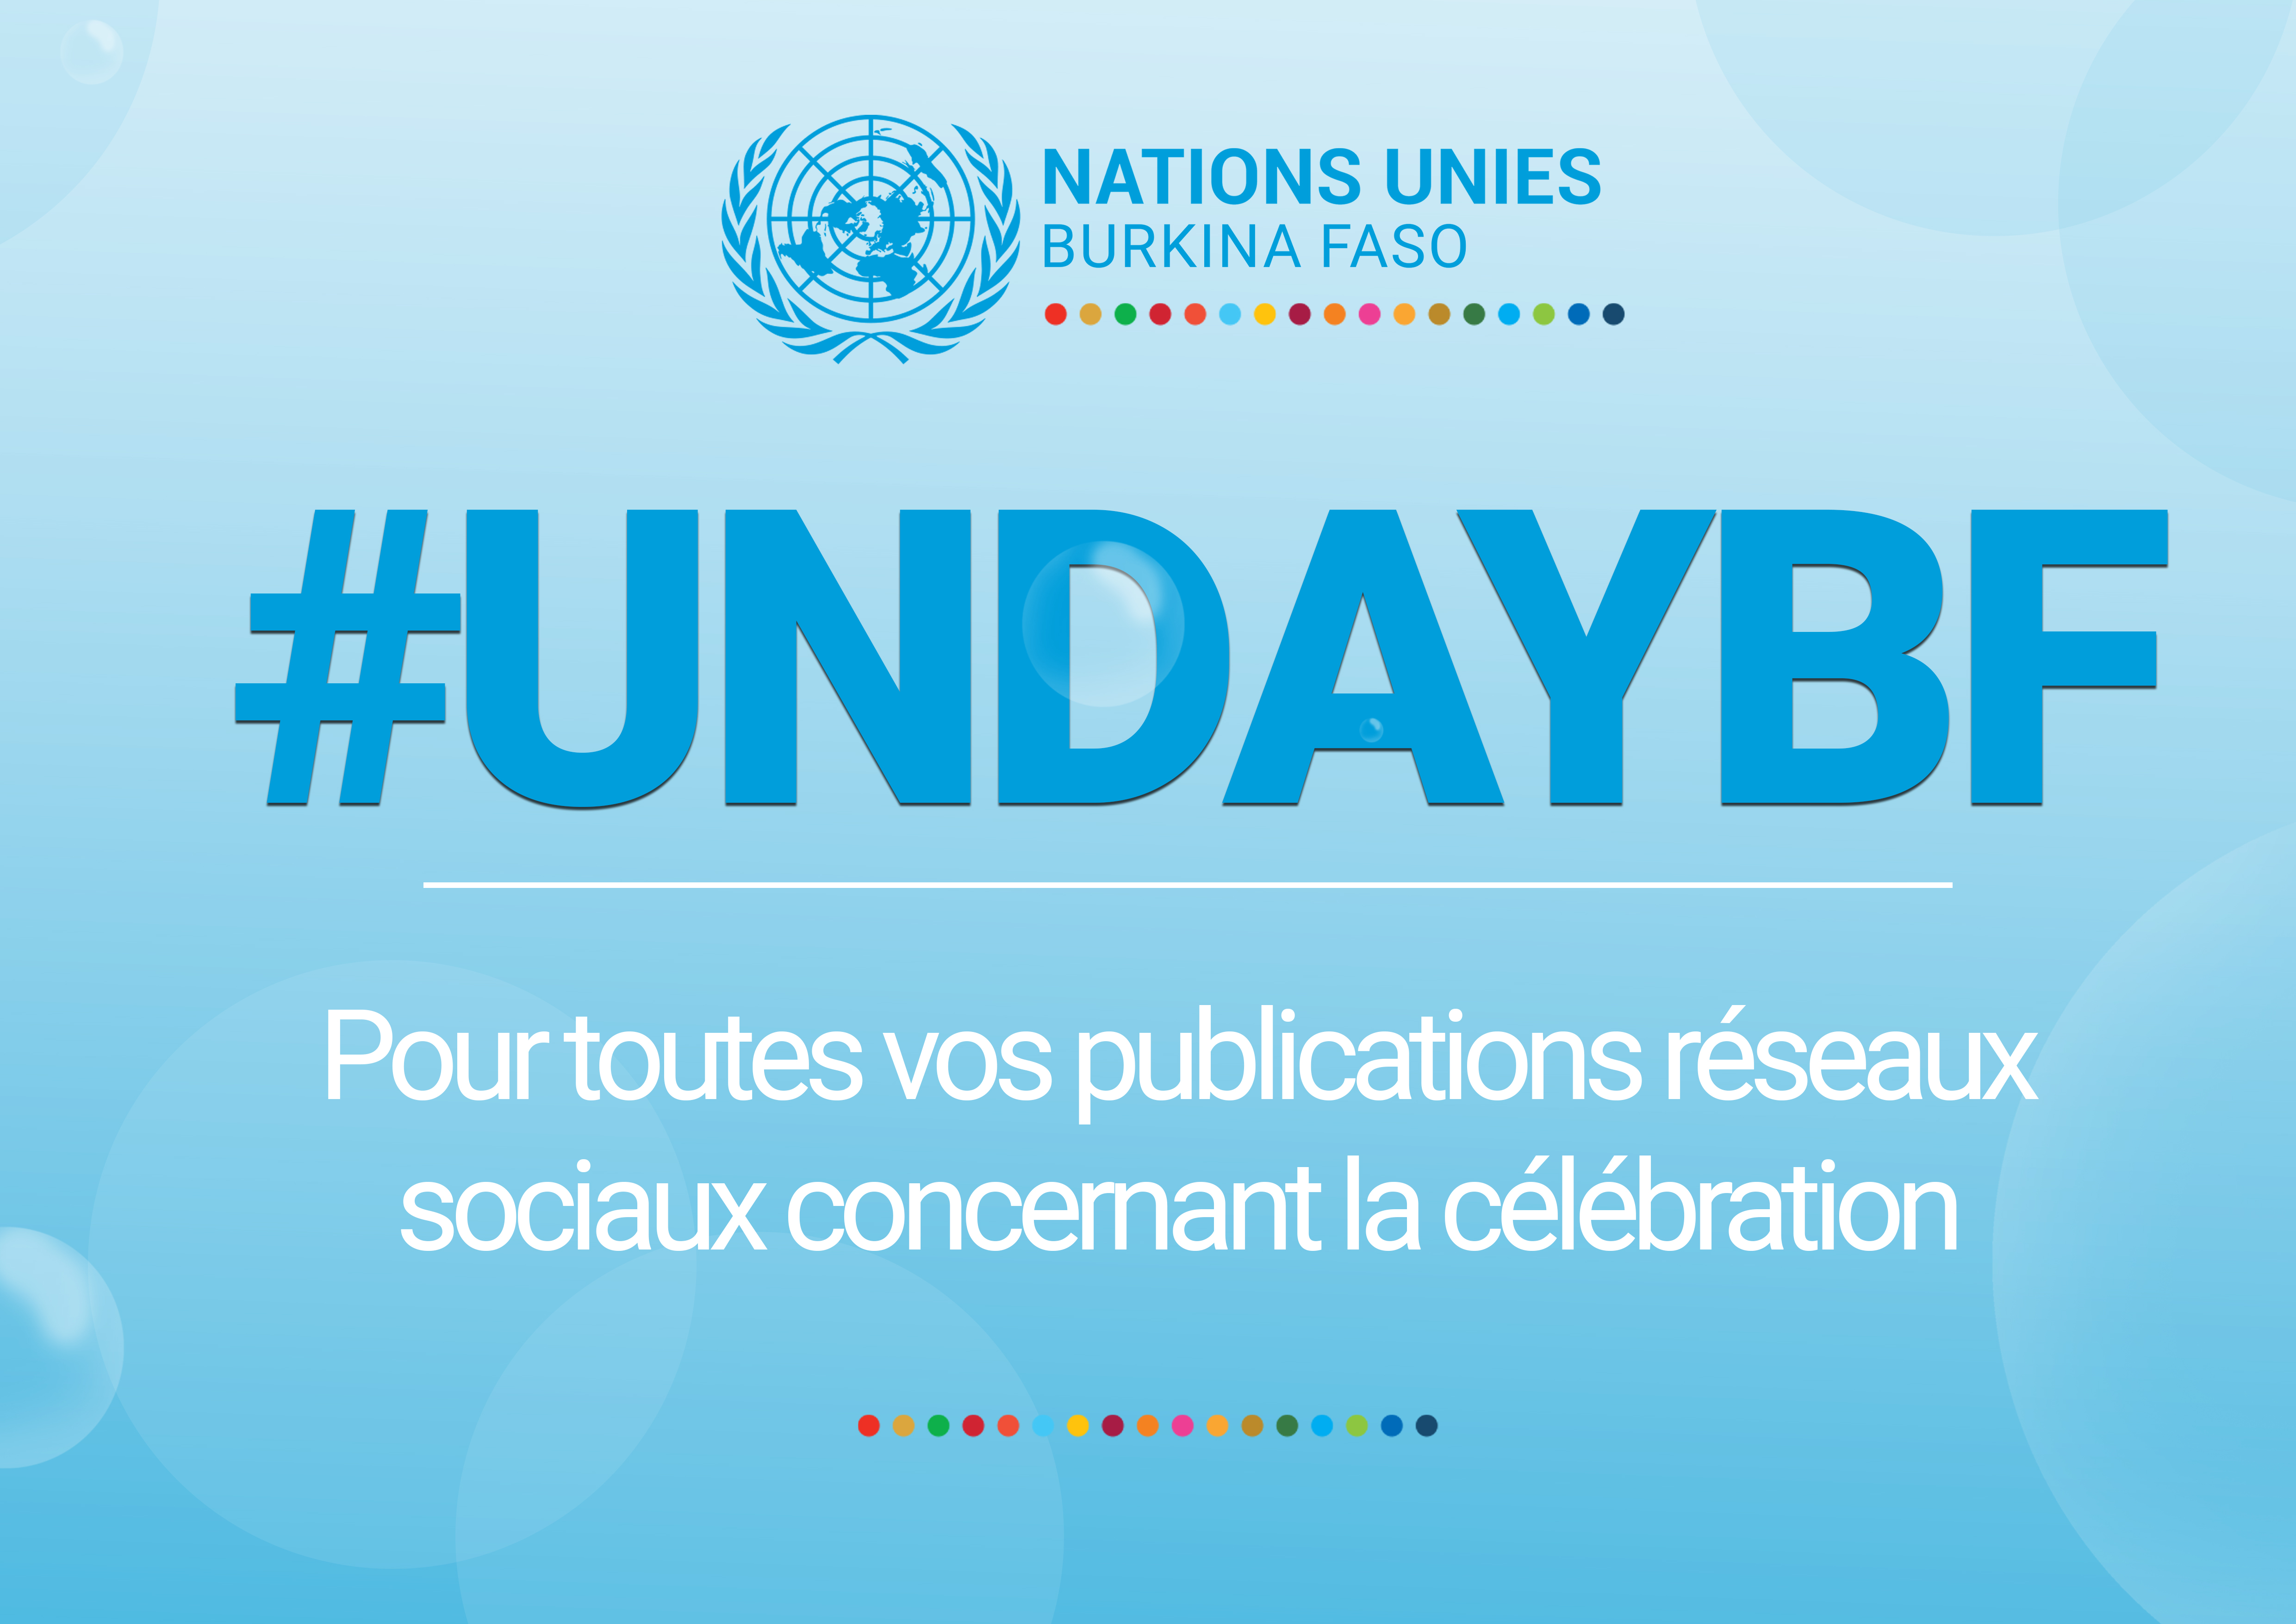 NATIONS UNIES
BURKINA FASO
#UNDAYBF
Pour toutes vos publications réseaux
sociaux concernant la célébration